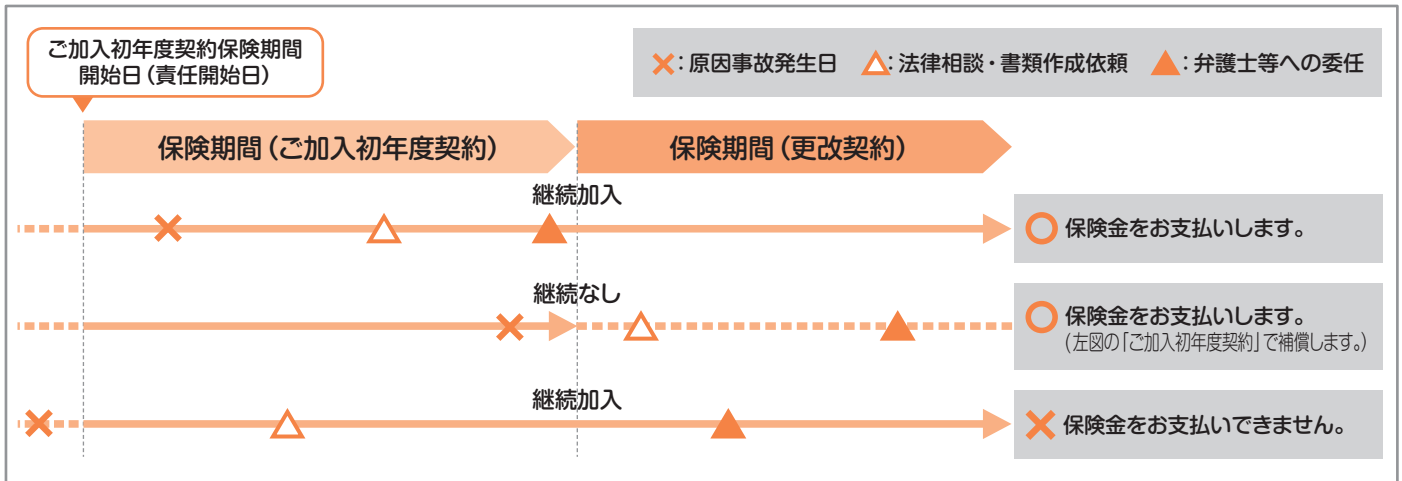 ご加入初年度契約保険期間
開始日（責任開始日）
×：原因事故発生日　△：法律相談・書類作成依頼　▲：弁護士等への委任
保険期間（ご加入初年度契約）
保険期間（更改契約）
継続加入
保険金をお支払いします。
継続なし
保険金をお支払いします。
（左図の「ご加入初年度契約」で補償します。）
継続加入
保険金をお支払いできません。